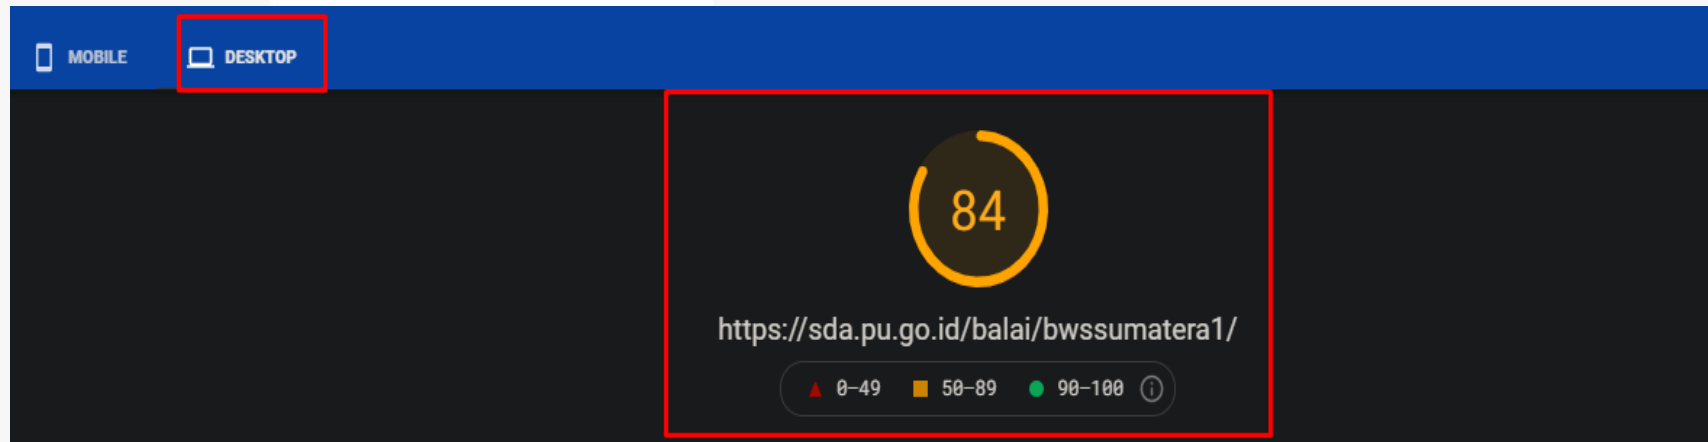 MOBILE DESKTOP
84
https://sda.pu.go.id/balai/bwssumatera1/
0–49 50–89 90–100